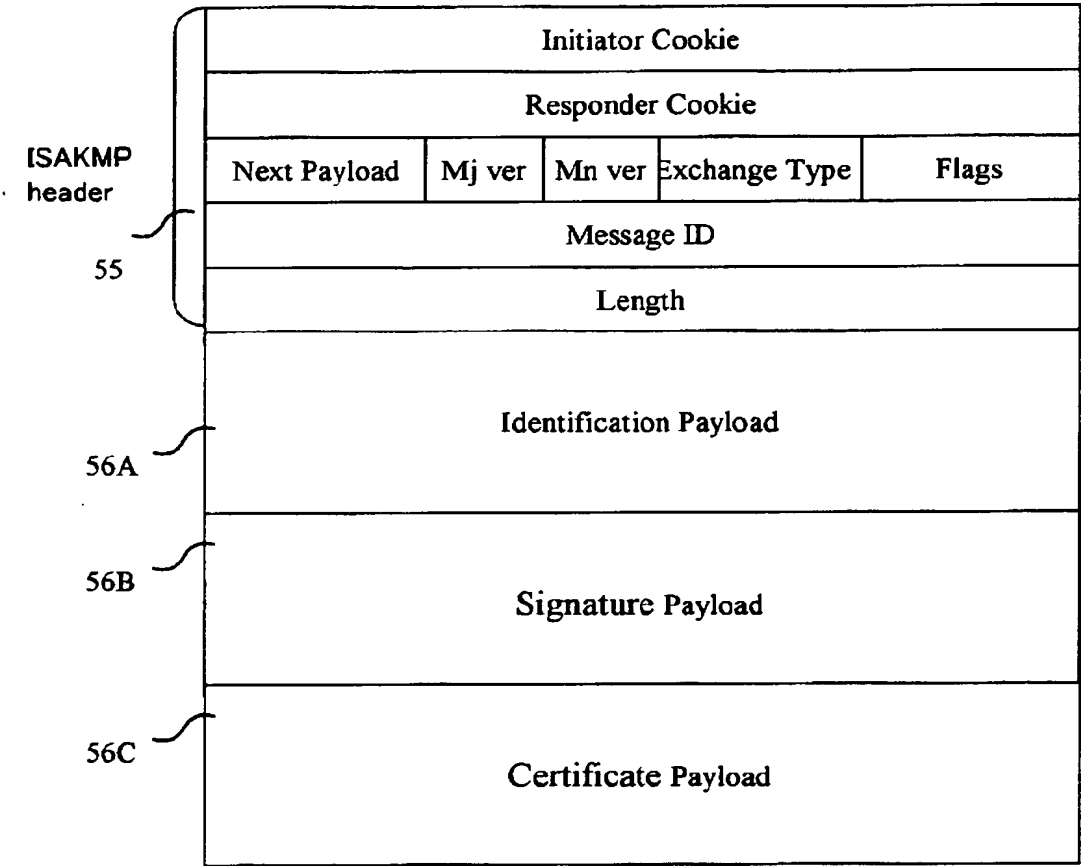 Initiator Cookie
Responder Cookie
ISAKMP
header
Next Payload Mj ver Mn ver Exchange Type Flags
Message ID
55
Length
Identification Payload
56A
56B
Signature Payload
56C
Certificate Payload